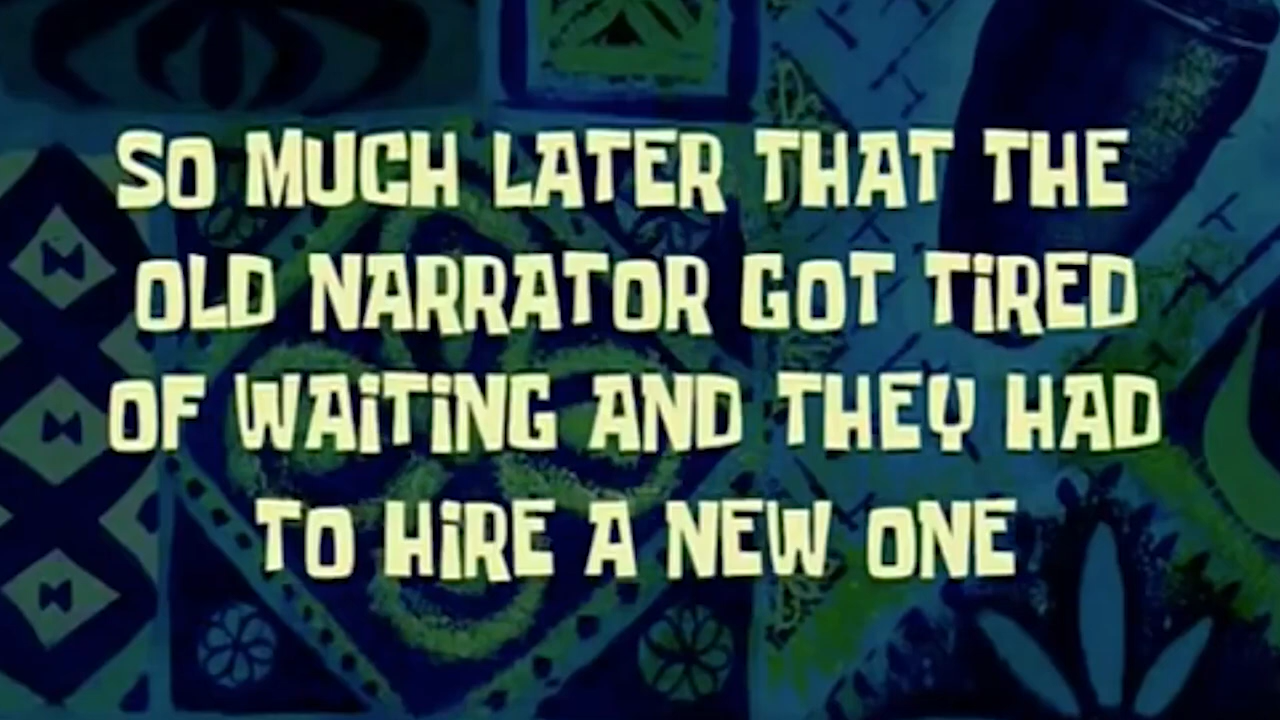 SO MUCH LATER THAT THE
OLD NARRATOR GOT TiRED
OF WAiTiNG AND THEY HAD
TO HiRE A NEW ONE